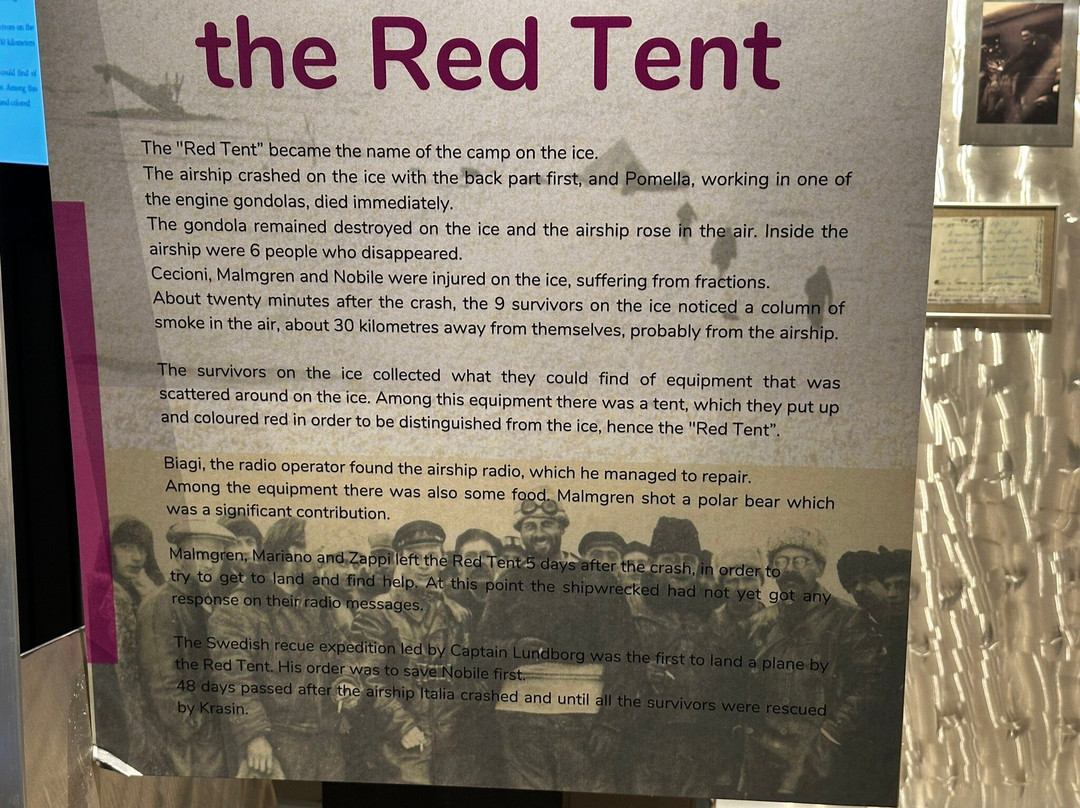 the Red Tent
The "Red Tent" became the name of the camp on the ice.
The airship crashed on the ice with the back part first, and Pomella, working in one of
the engine gondolas, died immediately.
The gondola remained destroyed on the ice and the airship rose in the air. Inside the
airship were 6 people who disappeared.
Cecioni, Malmgren and Nobile were injured on the ice, suffering from fractions.
About twenty minutes after the crash, the 9 survivors on the ice noticed a column of
smoke in the air, about 30 kilometres away from themselves, probably from the airship.
The survivors on the ice collected what they could find of equipment that was
scattered around on the ice. Among this equipment there was a tent, which they put up
and coloured red in order to be distinguished from the ice, hence the "Red Tent".
Biagi, the radio operator found the airship radio, which he managed to repair.
Among the equipment there was also some food. Malmgren shot a polar bear which
was a significant contribution.
Malmgren, Mariano and Zappi left the Red Tent 5 days after the crash, in order to
try to get to land and find help. At this point the shipwrecked had not yet got any
response on their radio messages.
The Swedish recue expedition led by Captain Lundborg was the first to land a plane by
the Red Tent. His order was to save Nobile first.
48 days passed after the airship Italia crashed and until all the survivors were rescued
by Krasin.